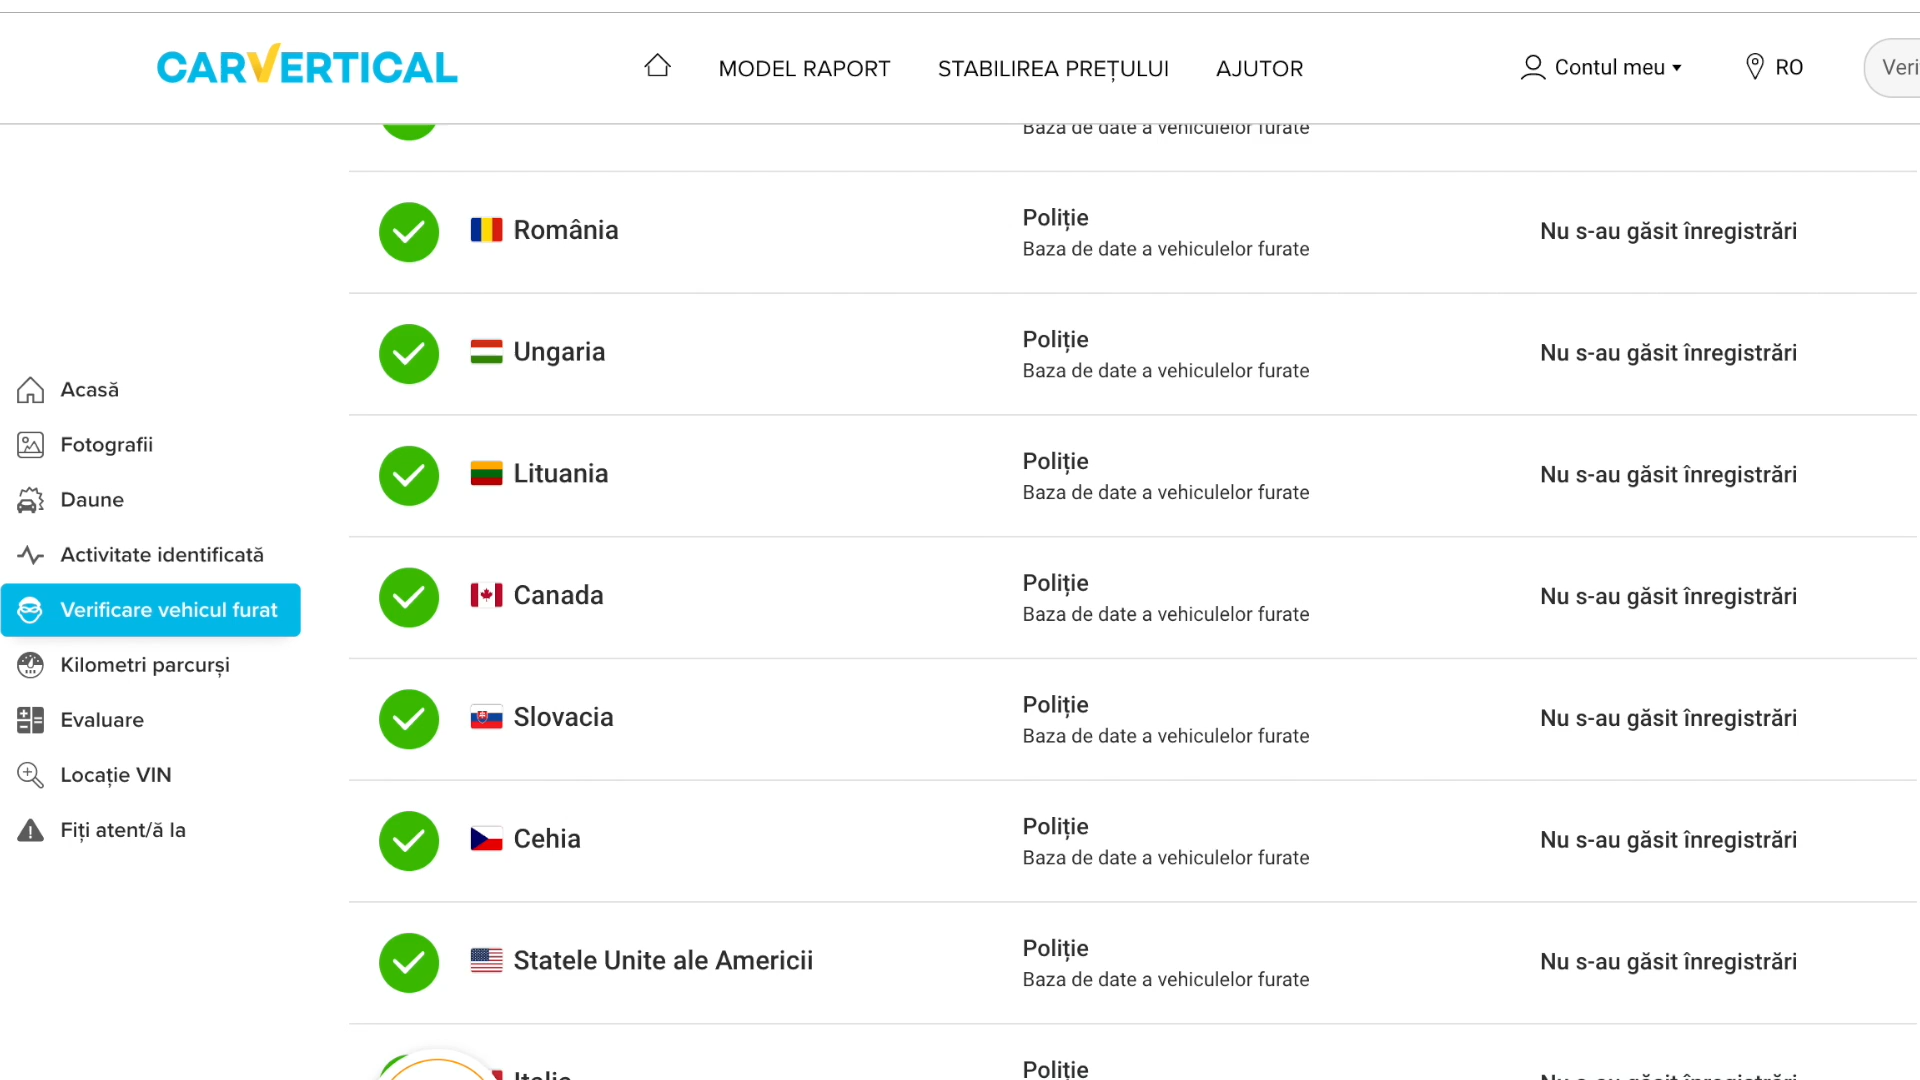 CARVERTICAL
MODEL RAPORT
STABILIREA PREȚULUI
AJUTOR
Contul meu
RO
Baza de date a vehiculelor furate
România
Poliție
Baza de date a vehiculelor furate
Nu s-au găsit înregistrări
Ungaria
Poliție
Baza de date a vehiculelor furate
Nu s-au găsit înregistrări
Lituania
Poliție
Baza de date a vehiculelor furate
Nu s-au găsit înregistrări
Canada
Poliție
Baza de date a vehiculelor furate
Nu s-au găsit înregistrări
Slovacia
Poliție
Baza de date a vehiculelor furate
Nu s-au găsit înregistrări
Cehia
Poliție
Baza de date a vehiculelor furate
Nu s-au găsit înregistrări
Statele Unite ale Americii
Poliție
Baza de date a vehiculelor furate
Nu s-au găsit înregistrări
Poliție
Acasă
Fotografii
Daune
Activitate identificată
Verificare vehicul furat
Kilometri parcurși
Evaluare
Locație VIN
Fiți atent/ă la